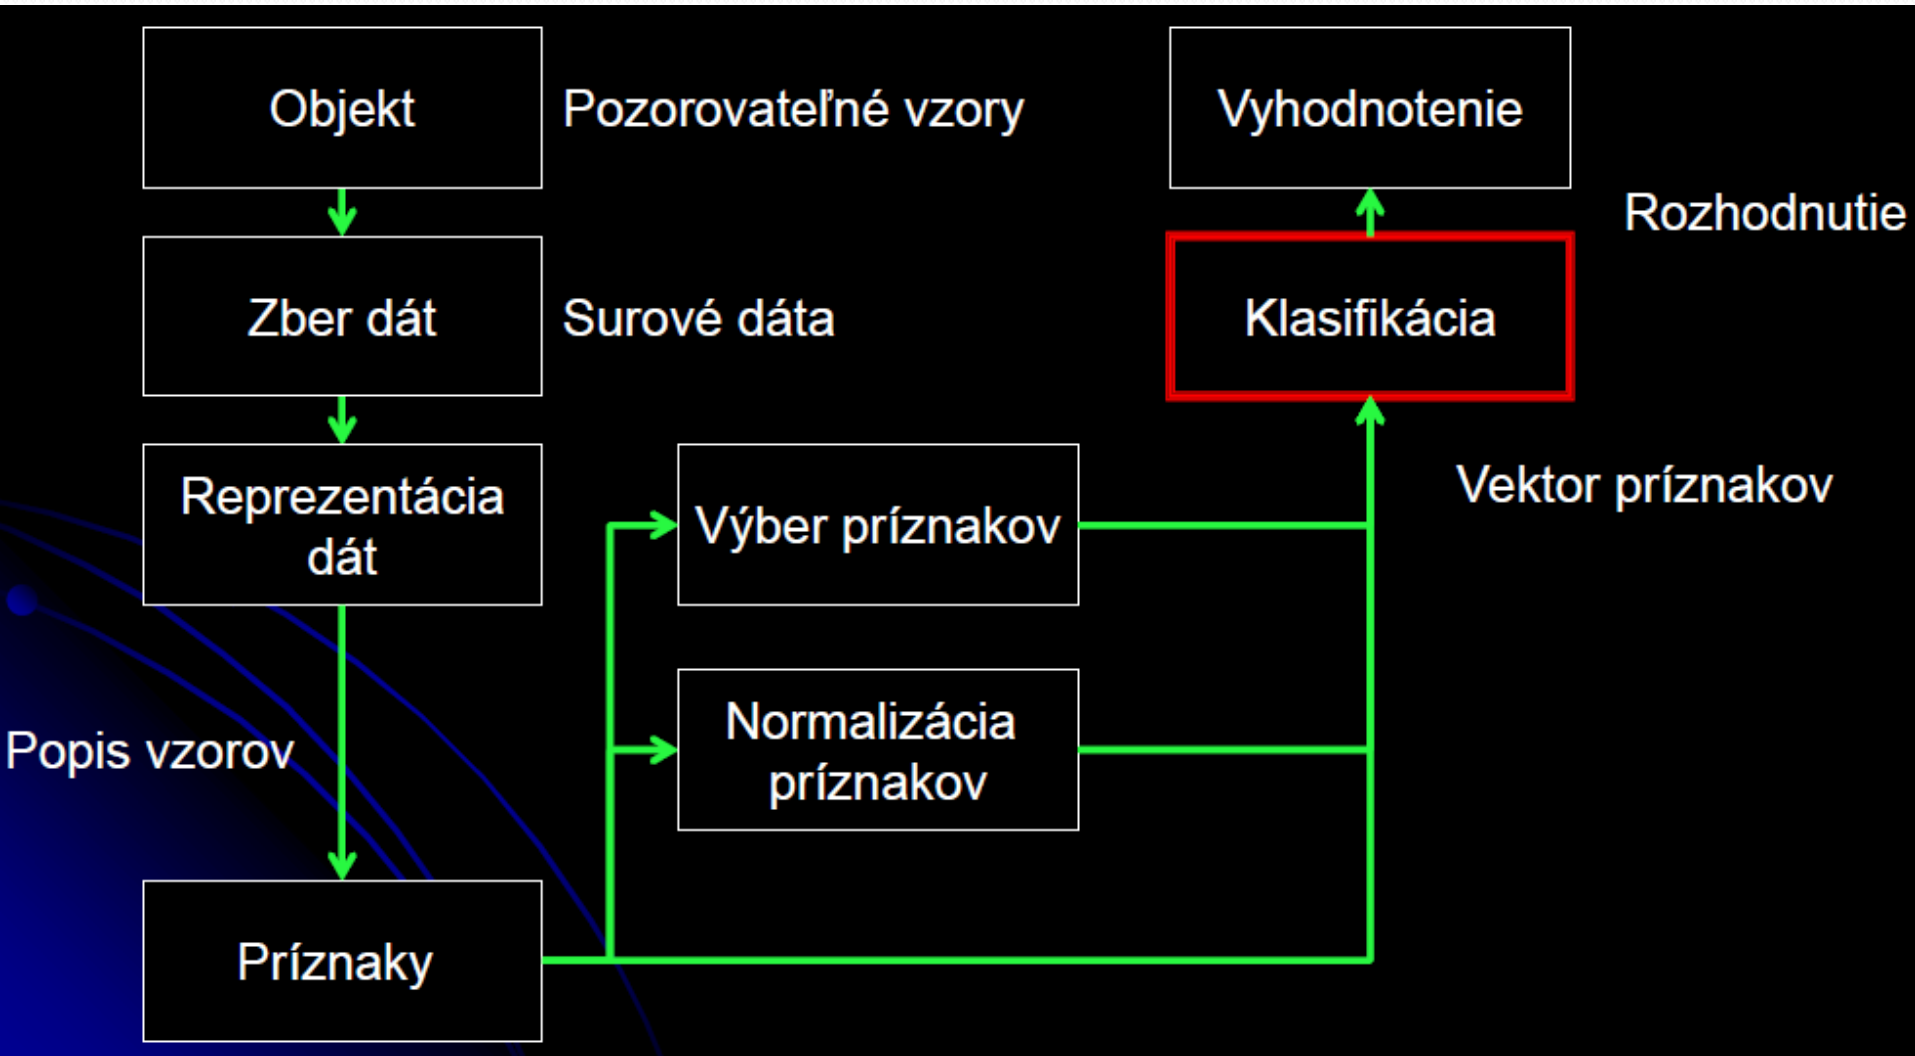 Objekt
Pozorovateľné vzory
Vyhodnotenie
Rozhodnutie
Zber dát
Surové dáta
Klasifikácia
Reprezentácia
dát
Výber príznakov
Vektor príznakov
Popis vzorov
Normalizácia
príznakov
Príznaky